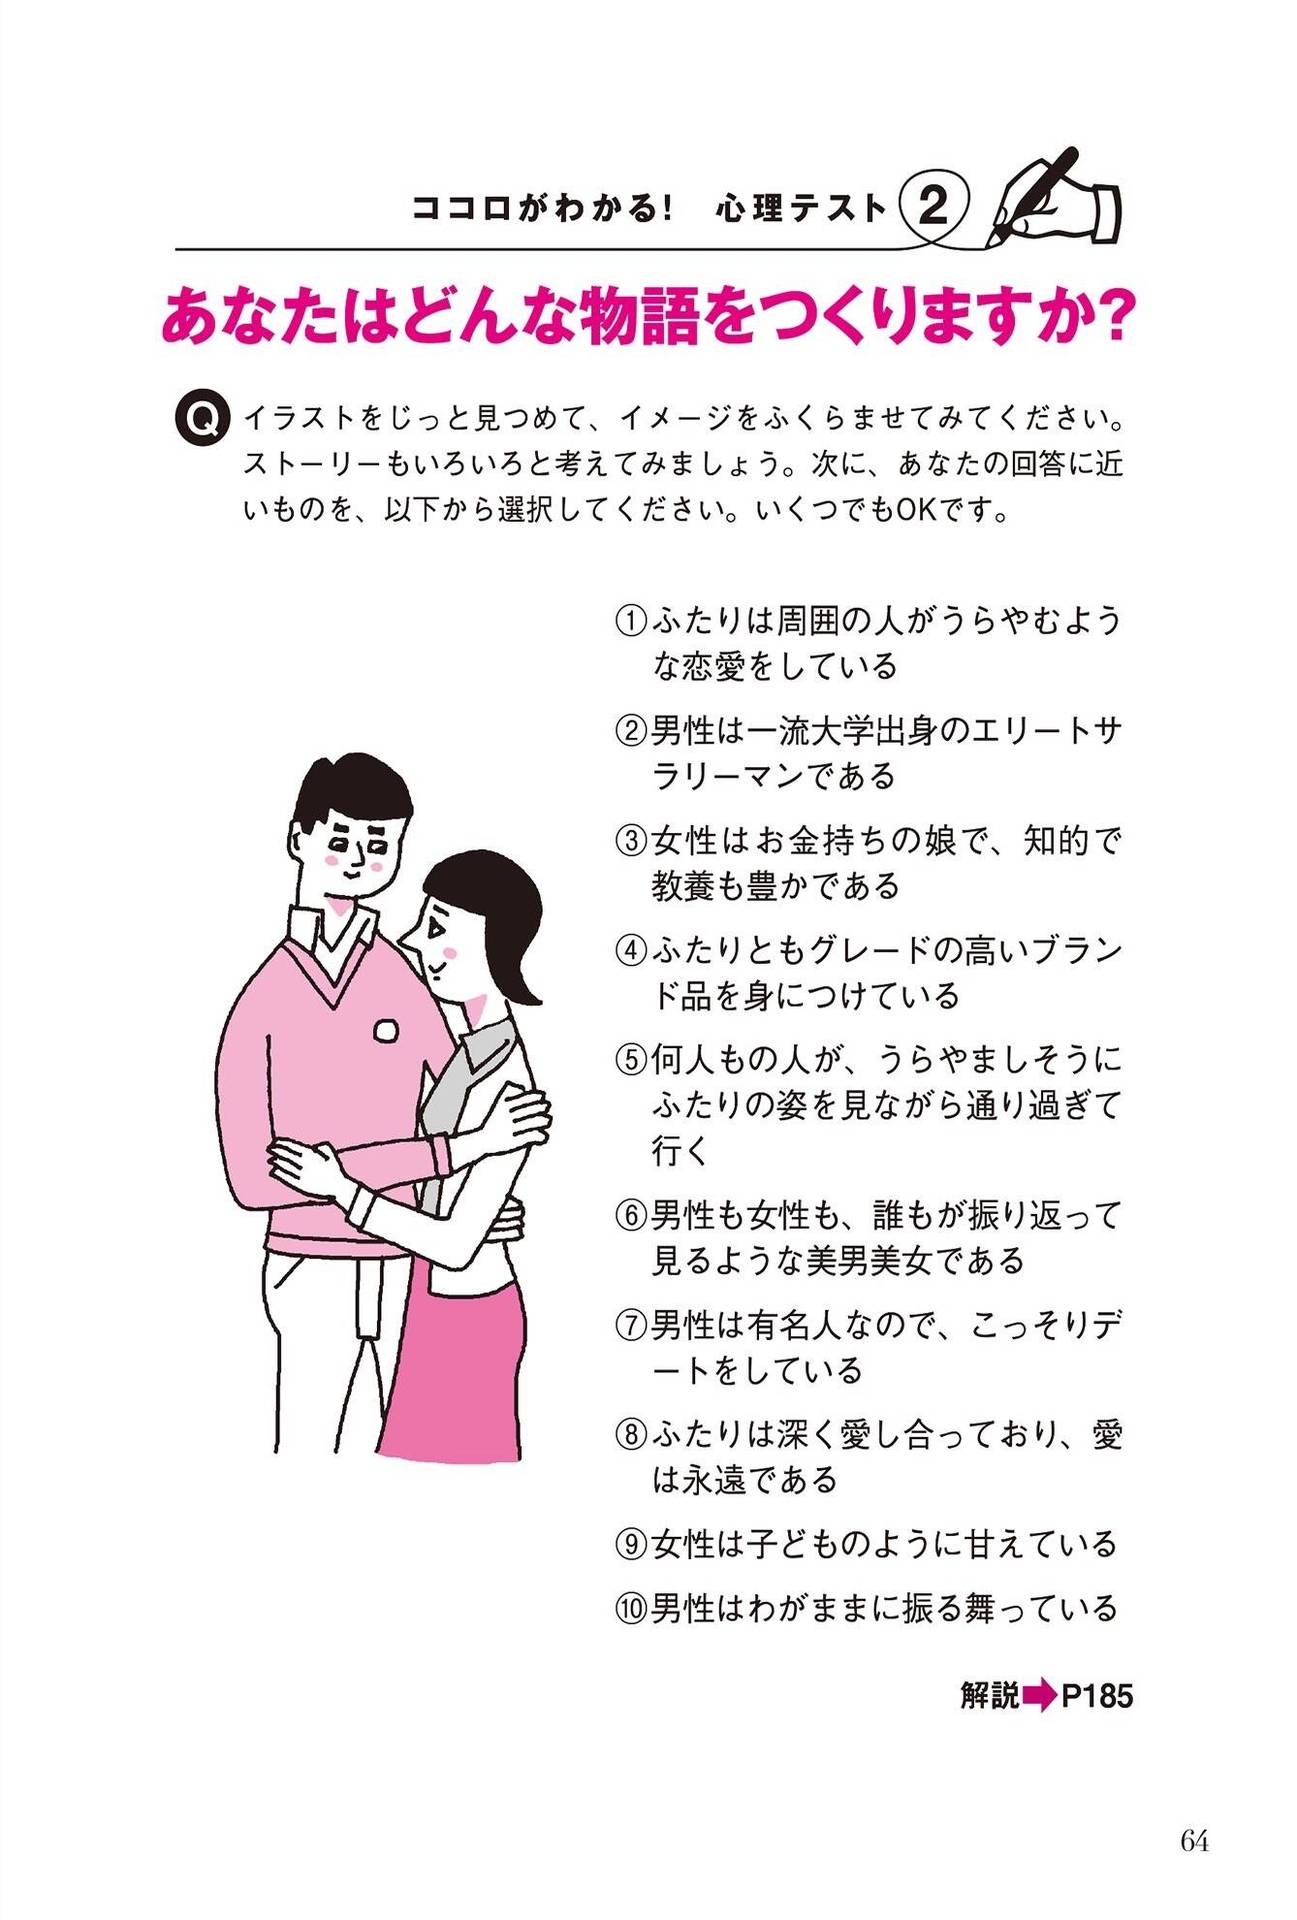 ココロがわかる! 心理テスト 2
あなたはどんな物語をつくりますか?
Q イラストをじっと見つめて、イメージをふくらませてみてください。
ストーリーもいろいろと考えてみましょう。次に、あなたの回答に近
いものを、以下から選択してください。いくつでもOKです。
①ふたりは周囲の人がうらやむよう
な恋愛をしている
②男性は一流大学出身のエリートサ
ラリーマンである
③女性はお金持ちの娘で、知的で
教養も豊かである
④ふたりともグレードの高いブラン
ド品を身につけている
⑤何人もの人が、うらやましそうに
ふたりの姿を見ながら通り過ぎて
行く
⑥男性も女性も、誰もが振り返って
見るような美男美女である
⑦男性は有名人なので、こっそりデ
ートをしている
⑧ふたりは深く愛し合っており、愛
は永遠である
⑨女性は子どものように甘えている
⑩男性はわがままに振る舞っている
解説➡P185
64